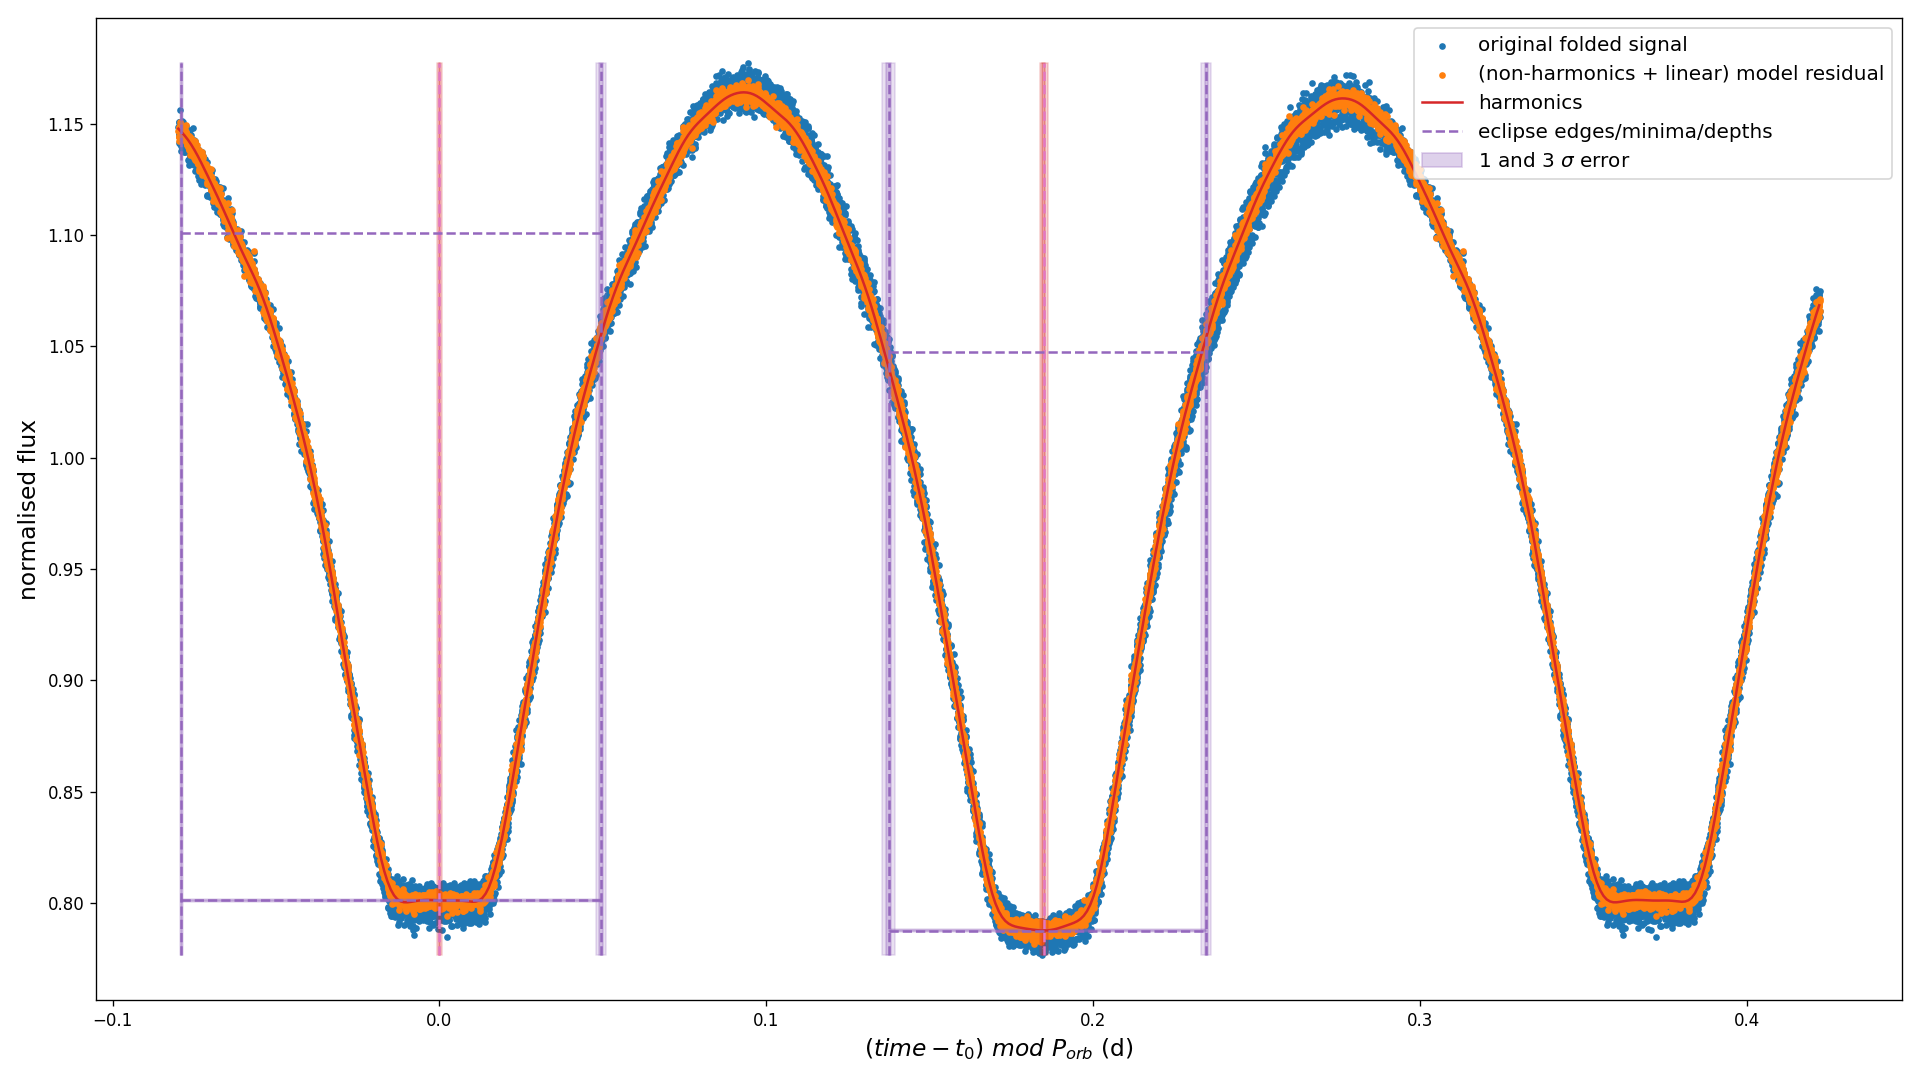 original folded signal
(non-harmonics + linear) model residual
harmonics
eclipse edges/minima/depths
1 and 3 σ error
normalised flux
1.15
1.10
1.05
1.00
0.95
0.90
0.85
0.80
−0.1
0.0
0.1
0.2
0.3
0.4
(time − t₀) mod Pₒᵣb (d)